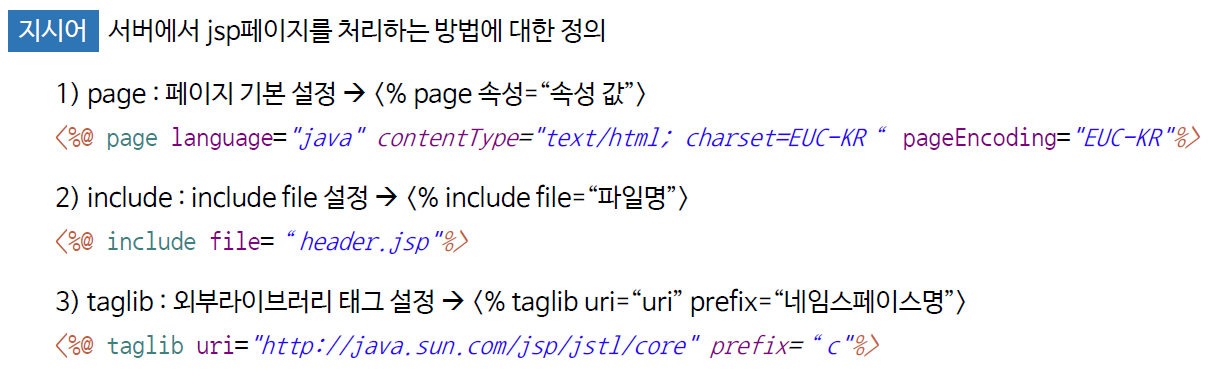 지시어 서버에서 jsp페이지를 처리하는 방법에 대한 정의
1) page : 페이지 기본 설정 → <% page 속성=“속성 값”>
<%@ page language="java" contentType="text/html; charset=EUC-KR “ pageEncoding="EUC-KR"%>
2) include : include file 설정 → <% include file=“파일명”>
<%@ include file= “header.jsp"%>
3) taglib : 외부라이브러리 태그 설정 → <% taglib uri=“uri” prefix=“네임스페이스명”>
<%@ taglib uri="http://java.sun.com/jsp/jstl/core" prefix= “c"%>